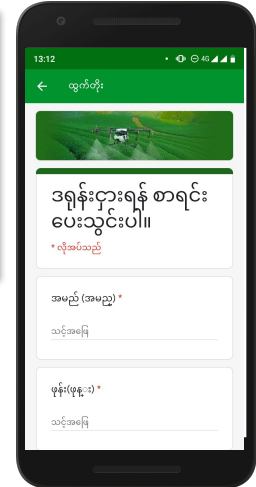 13:12
4G
ထွက်တိုး
ဒရုန်းငှားရန် စာရင်း
ပေးသွင်းပါ။
* လိုအပ်သည်
အမည် (အမည္) *
သင့်အဖြေ
ဖုန်း(ဖုန္း) *
သင့်အဖြေ